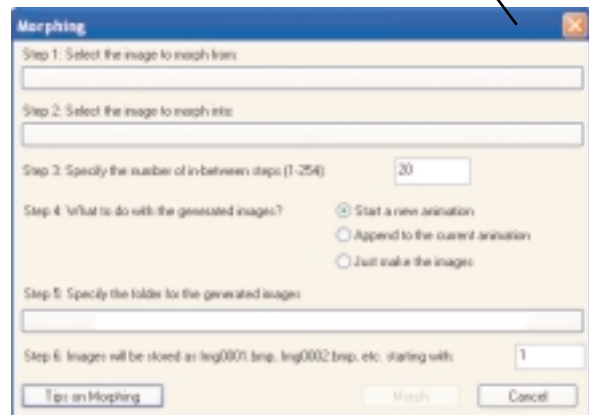 Morphing
Step 1: Select the image to morph from:
Step 2: Select the image to morph into:
Step 3: Specify the number of in-between steps (1-254):
20
Step 4: What to do with the generated images?
Start a new animation
Append to the current animation
Just make the images
Step 5: Specify the folder for the generated images
Step 6: Images will be stored as Img0001.bmp, Img0002.bmp, etc. starting with:
1
Tips on Morphing
Morph
Cancel